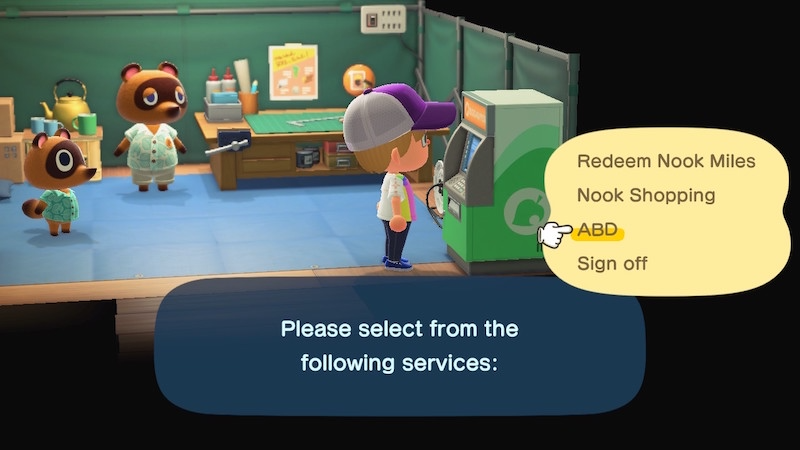 Redeem Nook Miles
Nook Shopping
ABD
Sign off
Please select from the
following services: